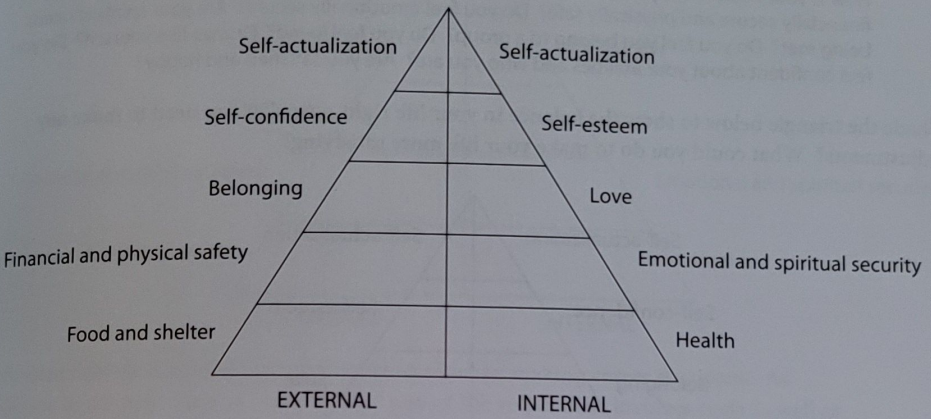 Self-actualization
Self-actualization
Self-confidence
Self-esteem
Belonging
Love
Financial and physical safety
Emotional and spiritual security
Food and shelter
Health
EXTERNAL
INTERNAL